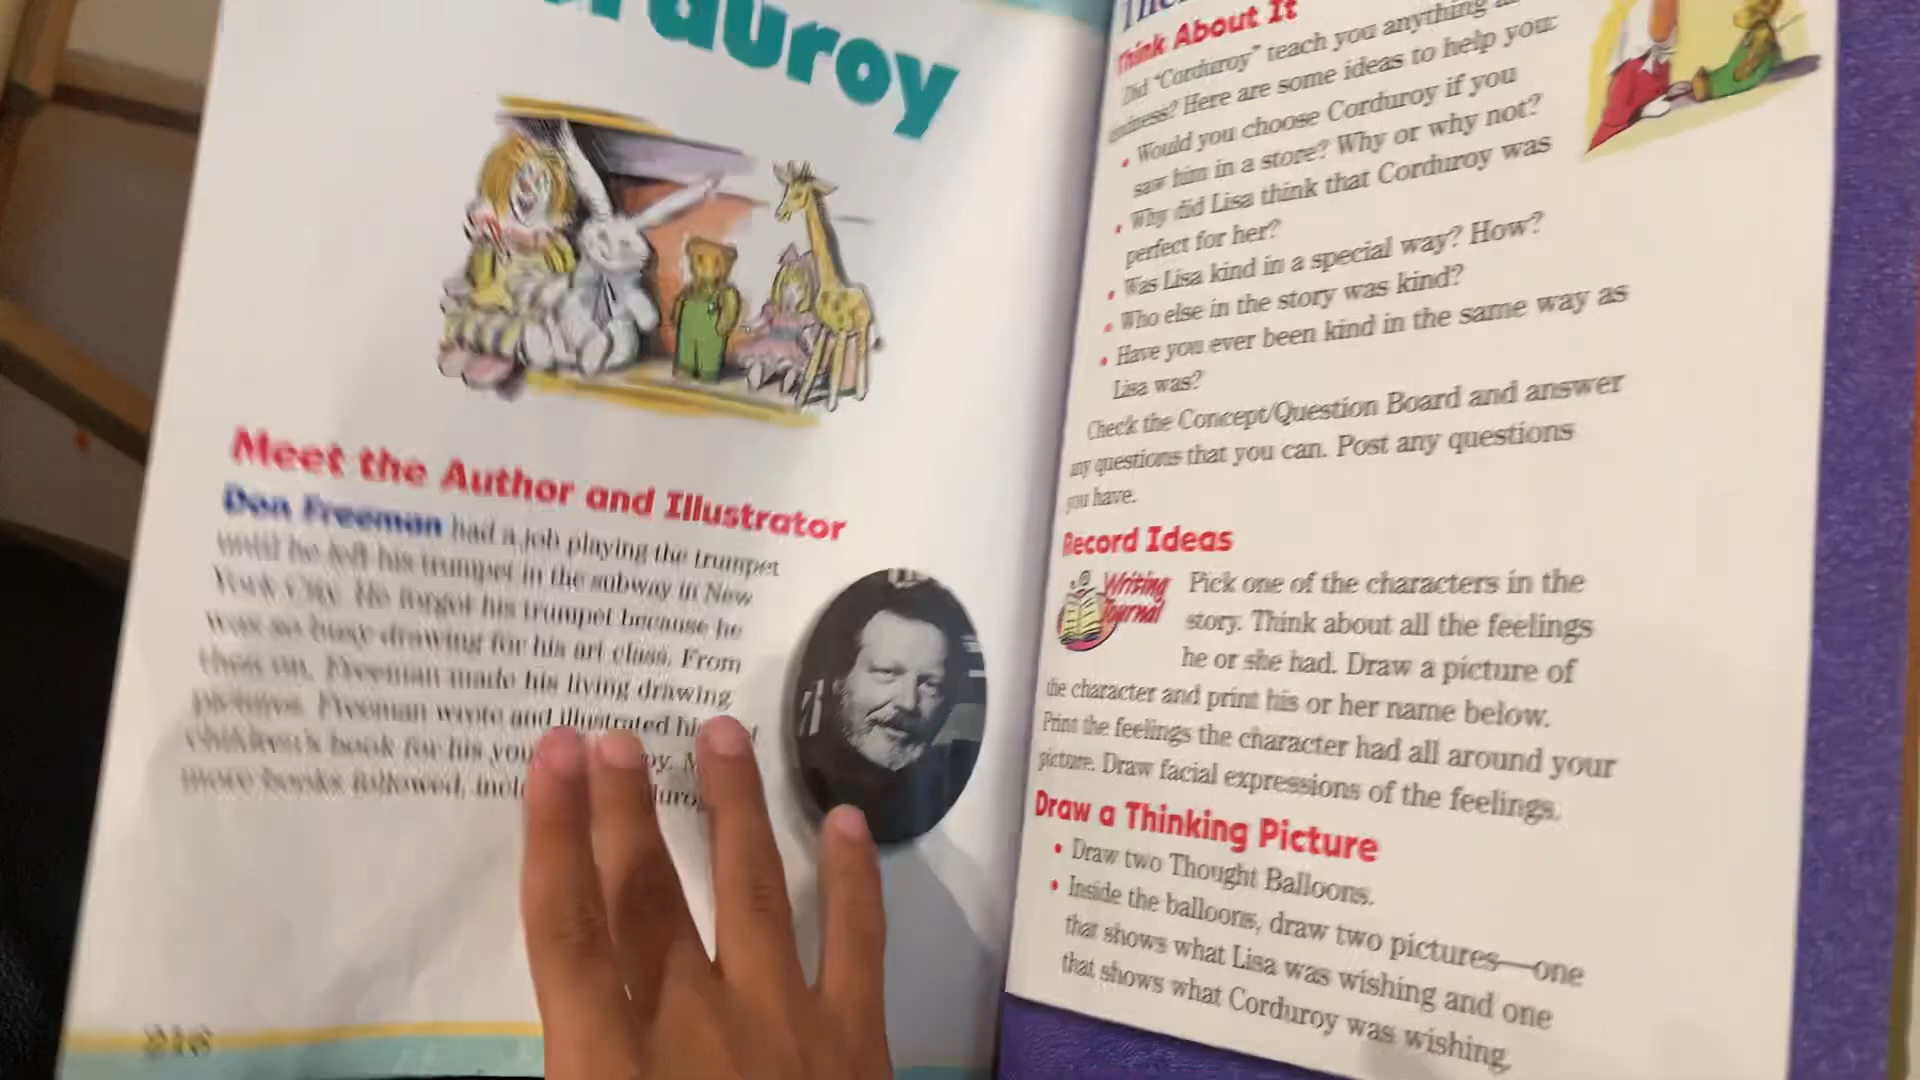 Corduroy
Meet the Author and Illustrator
Don Freeman had a job playing the trumpet
until he left his trumpet in the subway in New
York City. He forgot his trumpet because he
was so busy drawing for his art class. From
then on, Freeman made his living drawing
pictures. Freeman wrote and illustrated
children's book for his
more books followed,
Think About It
Did "Corduroy" teach you anything
kindness? Here are some ideas to help you:
• Would you choose Corduroy if you
saw him in a store? Why or why not?
• Why did Lisa think that Corduroy was
perfect for her?
• Was Lisa kind in a special way? How?
• Who else in the story was kind?
• Have you ever been kind in the same way as
Lisa was?
Check the Concept/Question Board and answer
any questions that you can. Post any questions
you have.
Record Ideas
Writing
Journal
Pick one of the characters in the
story. Think about all the feelings
he or she had. Draw a picture of
the character and print his or her name below.
Print the feelings the character had all around your
picture. Draw facial expressions of the feelings.
Draw a Thinking Picture
• Draw two Thought Balloons.
• Inside the balloons, draw two pictures—one
that shows what Lisa was wishing and one
that shows what Corduroy was wishing.